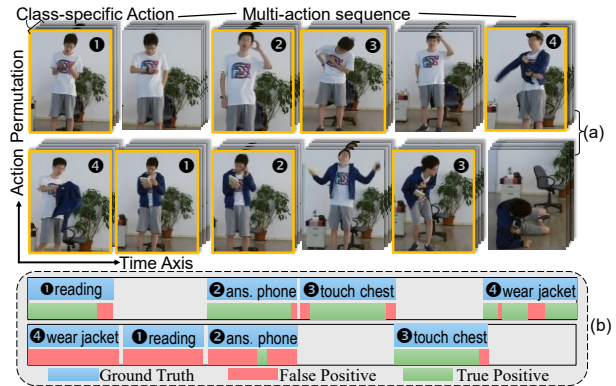 Class-specific Action Multi-action sequence
❶ ❷ ❸ ❹
Action Permutation
(a)
❹ ❶ ❷ ❸
Time Axis
❶reading ❷ans. phone ❸touch chest ❹wear jacket
(b)
❹wear jacket ❶reading ❷ans. phone ❸touch chest
Ground Truth False Positive True Positive